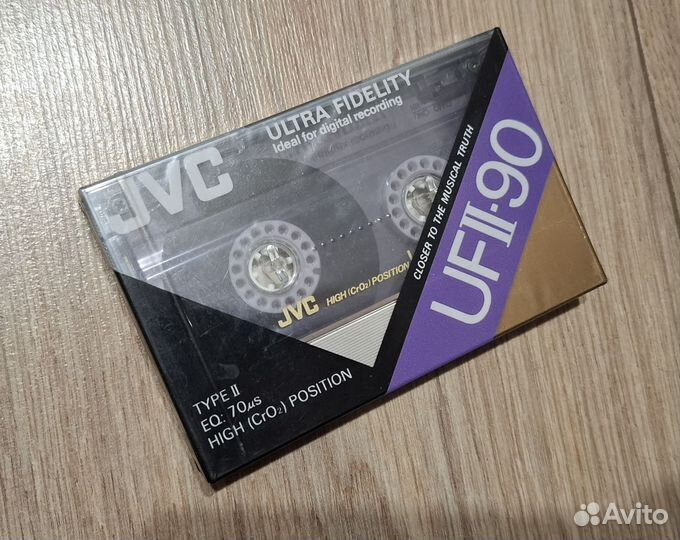 JVC
ULTRA FIDELITY
Ideal for digital recording
JVC HIGH (CrO₂) POSITION
CLOSER TO THE MUSICAL TRUTH
UFII·90
TYPE II
EQ: 70µs
HIGH (CrO₂) POSITION
Avito